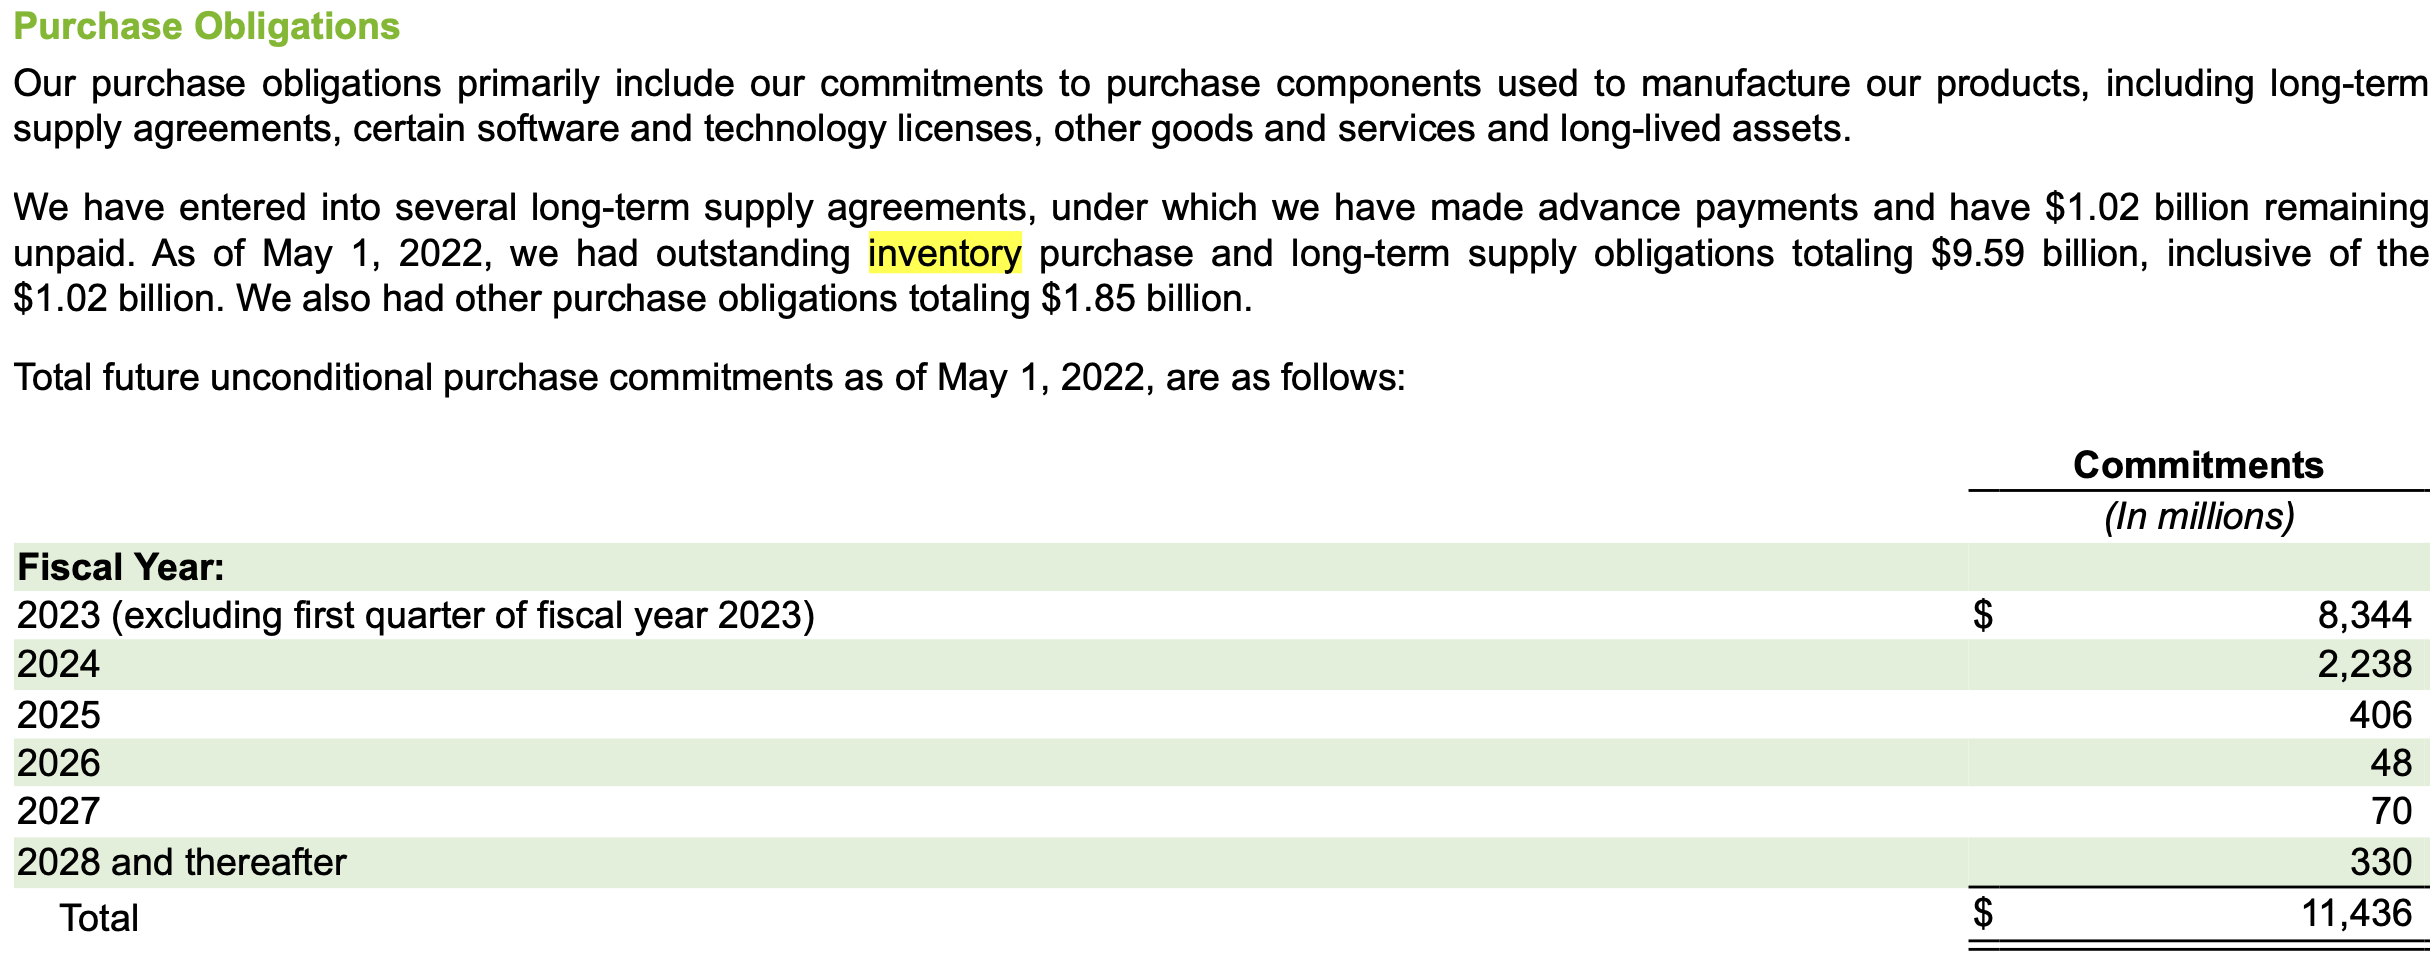 Purchase Obligations
Our purchase obligations primarily include our commitments to purchase components used to manufacture our products, including long-term
supply agreements, certain software and technology licenses, other goods and services and long-lived assets.
We have entered into several long-term supply agreements, under which we have made advance payments and have $1.02 billion remaining
unpaid. As of May 1, 2022, we had outstanding inventory purchase and long-term supply obligations totaling $9.59 billion, inclusive of the
$1.02 billion. We also had other purchase obligations totaling $1.85 billion.
Total future unconditional purchase commitments as of May 1, 2022, are as follows:
Commitments
(In millions)
Fiscal Year:
2023 (excluding first quarter of fiscal year 2023) $ 8,344
2024 2,238
2025 406
2026 48
2027 70
2028 and thereafter 330
Total $ 11,436